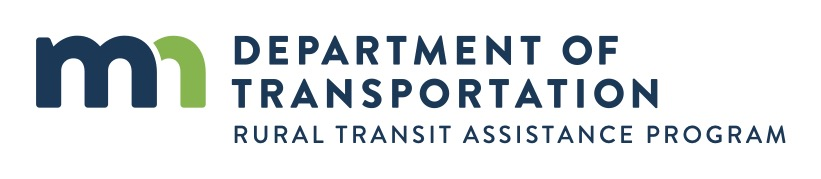 mn
DEPARTMENT OF
TRANSPORTATION
RURAL TRANSIT ASSISTANCE PROGRAM